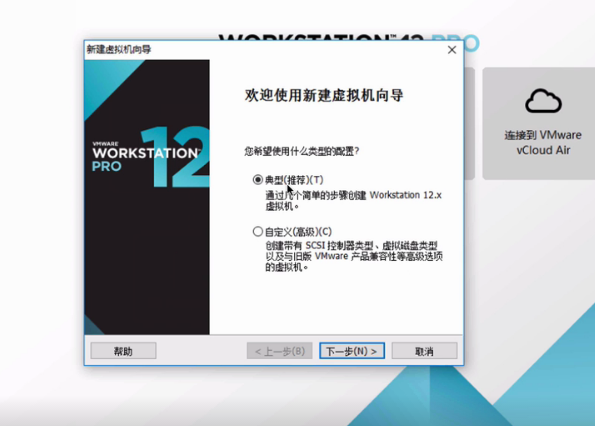 WORKSTATION™ 12 PRO
新建虚拟机向导
欢迎使用新建虚拟机向导
连接到 VMware
vCloud Air
VMWARE
WORKSTATION™
PRO
12
您希望使用什么类型的配置?
典型(推荐)(T)
通过几个简单的步骤创建 Workstation 12.x
虚拟机。
自定义(高级)(C)
创建带有 SCSI 控制器类型、虚拟磁盘类型
以及与旧版 VMware 产品兼容性等高级选项
的虚拟机。
帮助
< 上一步(B)
下一步(N) >
取消